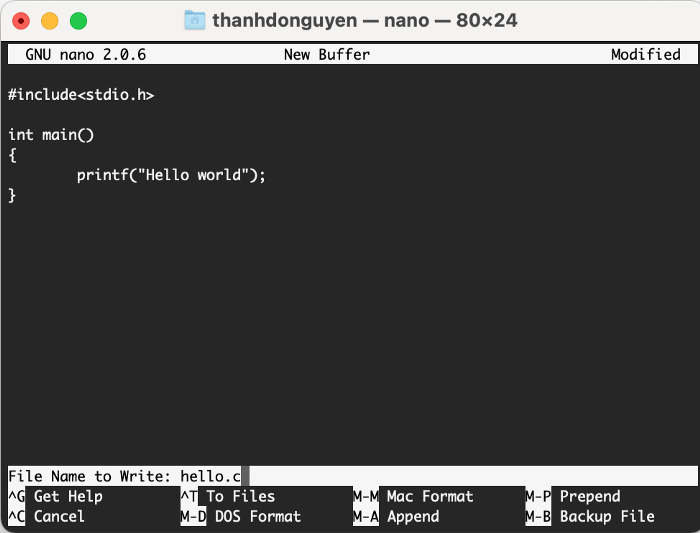 thanhdonguyen — nano — 80×24
GNU nano 2.0.6 New Buffer Modified
#include<stdio.h>
int main()
{
printf("Hello world");
}
File Name to Write: hello.c
^G Get Help ^T To Files M-M Mac Format M-P Prepend
^C Cancel M-D DOS Format M-A Append M-B Backup File